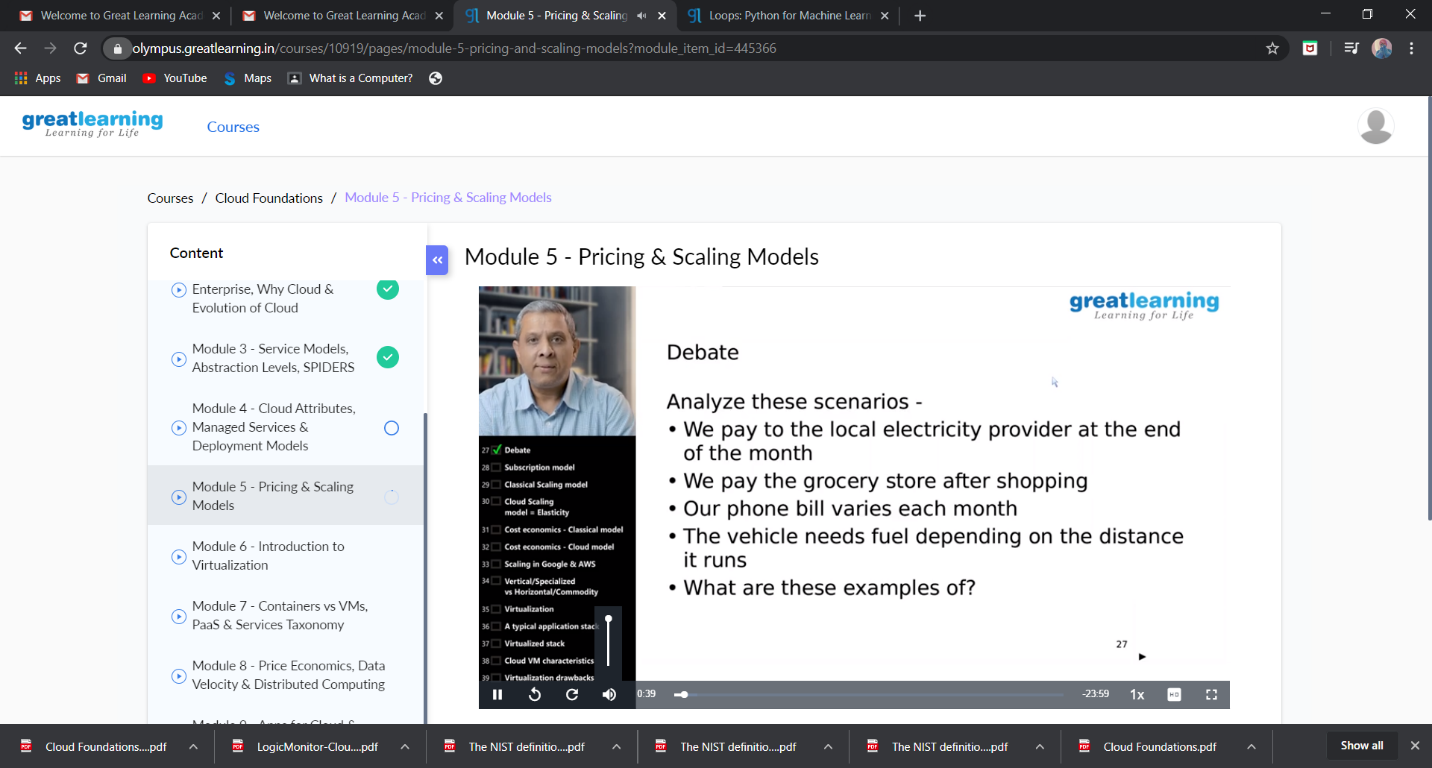 Welcome to Great Learning Acad
Welcome to Great Learning Acad
Module 5 - Pricing & Scaling
Loops: Python for Machine Learn
olympus.greatlearning.in/courses/10919/pages/module-5-pricing-and-scaling-models?module_item_id=445366
Apps
Gmail
YouTube
Maps
What is a Computer?
greatlearning
Learning for Life
Courses
Courses / Cloud Foundations / Module 5 - Pricing & Scaling Models
Content
Enterprise, Why Cloud &
Evolution of Cloud
Module 3 - Service Models,
Abstraction Levels, SPIDERS
Module 4 - Cloud Attributes,
Managed Services &
Deployment Models
Module 5 - Pricing & Scaling
Models
Module 6 - Introduction to
Virtualization
Module 7 - Containers vs VMs,
PaaS & Services Taxonomy
Module 8 - Price Economics, Data
Velocity & Distributed Computing
Module 5 - Pricing & Scaling Models
greatlearning
Learning for Life
Debate
Analyze these scenarios -
• We pay to the local electricity provider at the end
of the month
• We pay the grocery store after shopping
• Our phone bill varies each month
• The vehicle needs fuel depending on the distance
it runs
• What are these examples of?
27
27 Debate
28 Subscription model
29 Classical Scaling model
30 Cloud Scaling
model = Elasticity
31 Cost economics - Classical model
32 Cost economics - Cloud model
33 Scaling in Google & AWS
34 Vertical/Specialized
vs Horizontal/Commodity
35 Virtualization
36 A typical application stack
37 Virtualized stack
38 Cloud VM characteristics
39 Virtualization drawbacks
0:39
-23:59
1x
HD
Cloud Foundations....pdf
LogicMonitor-Clou....pdf
The NIST definitio....pdf
The NIST definitio....pdf
The NIST definitio....pdf
Cloud Foundations.pdf
Show all